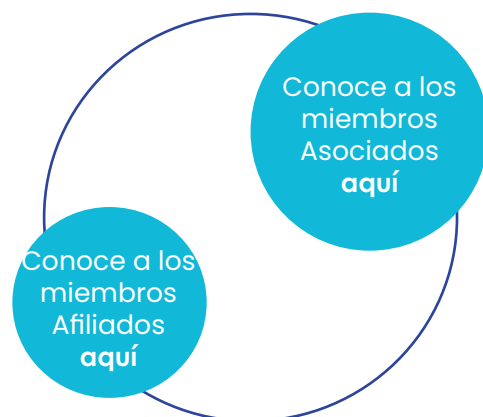 Conoce a los
miembros
Asociados
aquí
Conoce a los
miembros
Afiliados
aquí